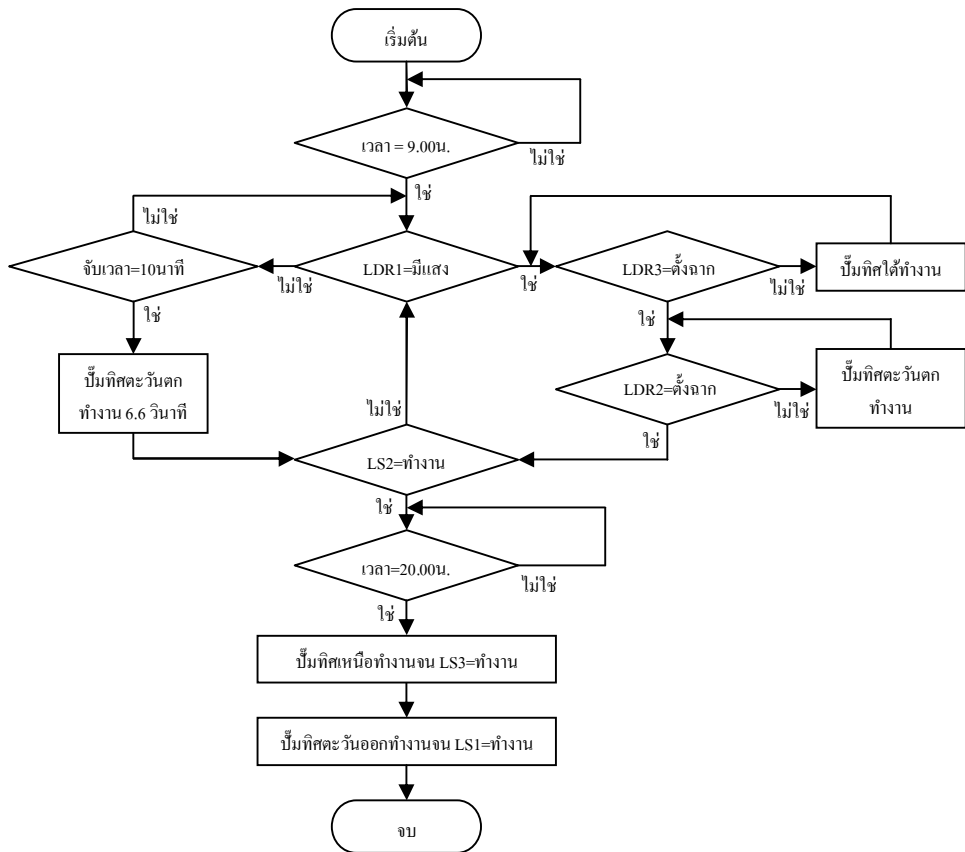 เริ่มต้น
เวลา = 9.00น.
ไม่ใช่
ใช่
ไม่ใช่
จับเวลา=10นาที
ไม่ใช่
LDR1=มีแสง
ใช่
LDR3=ตั้งฉาก
ไม่ใช่
ปั๊มทิศใต้ทำงาน
ใช่
ใช่
ปั๊มทิศตะวันตก
ทำงาน 6.6 วินาที
LDR2=ตั้งฉาก
ไม่ใช่
ปั๊มทิศตะวันตก
ทำงาน
ไม่ใช่
ใช่
LS2=ทำงาน
ใช่
เวลา=20.00น.
ไม่ใช่
ใช่
ปั๊มทิศเหนือทำงานจน LS3=ทำงาน
ปั๊มทิศตะวันออกทำงานจน LS1=ทำงาน
จบ